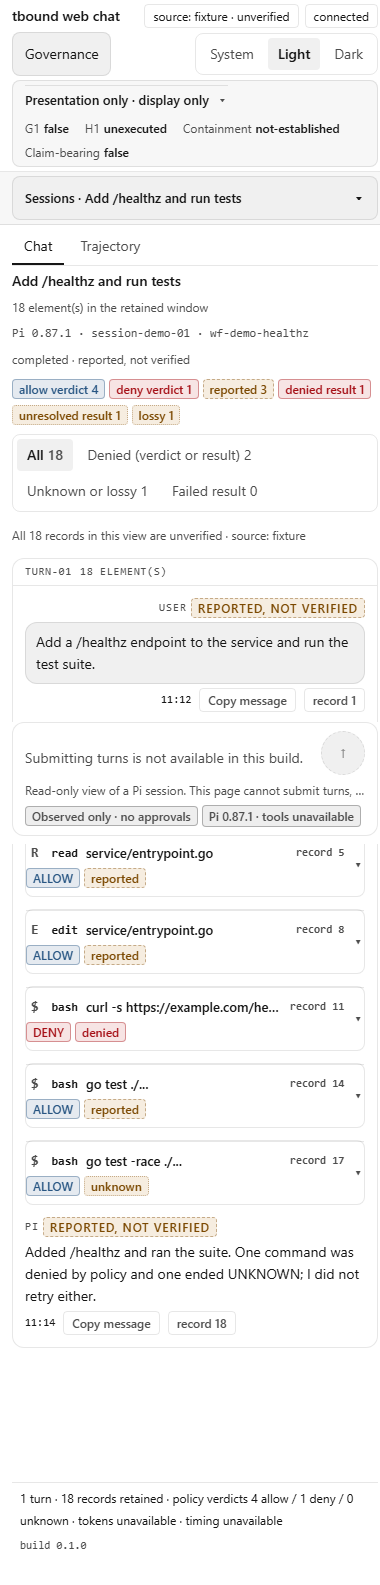 tbound web chat
source: fixture · unverified
connected
Governance
System Light Dark
Presentation only · display only
G1 false H1 unexecuted Containment not-established
Claim-bearing false
Sessions · Add /healthz and run tests
Chat Trajectory
Add /healthz and run tests
18 element(s) in the retained window
Pi 0.87.1 · session-demo-01 · wf-demo-healthz
completed · reported, not verified
allow verdict 4 deny verdict 1 reported 3 denied result 1
unresolved result 1 lossy 1
All 18 Denied (verdict or result) 2
Unknown or lossy 1 Failed result 0
All 18 records in this view are unverified · source: fixture
TURN-01 18 ELEMENT(S)
USER REPORTED, NOT VERIFIED
Add a /healthz endpoint to the service and run the
test suite.
11:12 Copy message record 1
Submitting turns is not available in this build. ↑
Read-only view of a Pi session. This page cannot submit turns, ...
Observed only · no approvals Pi 0.87.1 · tools unavailable
R read service/entrypoint.go record 5
ALLOW reported
E edit service/entrypoint.go record 8
ALLOW reported
$ bash curl -s https://example.com/he... record 11
DENY denied
$ bash go test ./... record 14
ALLOW reported
$ bash go test -race ./... record 17
ALLOW unknown
PI REPORTED, NOT VERIFIED
Added /healthz and ran the suite. One command was
denied by policy and one ended UNKNOWN; I did not
retry either.
11:14 Copy message record 18
1 turn · 18 records retained · policy verdicts 4 allow / 1 deny / 0
unknown · tokens unavailable · timing unavailable
build 0.1.0